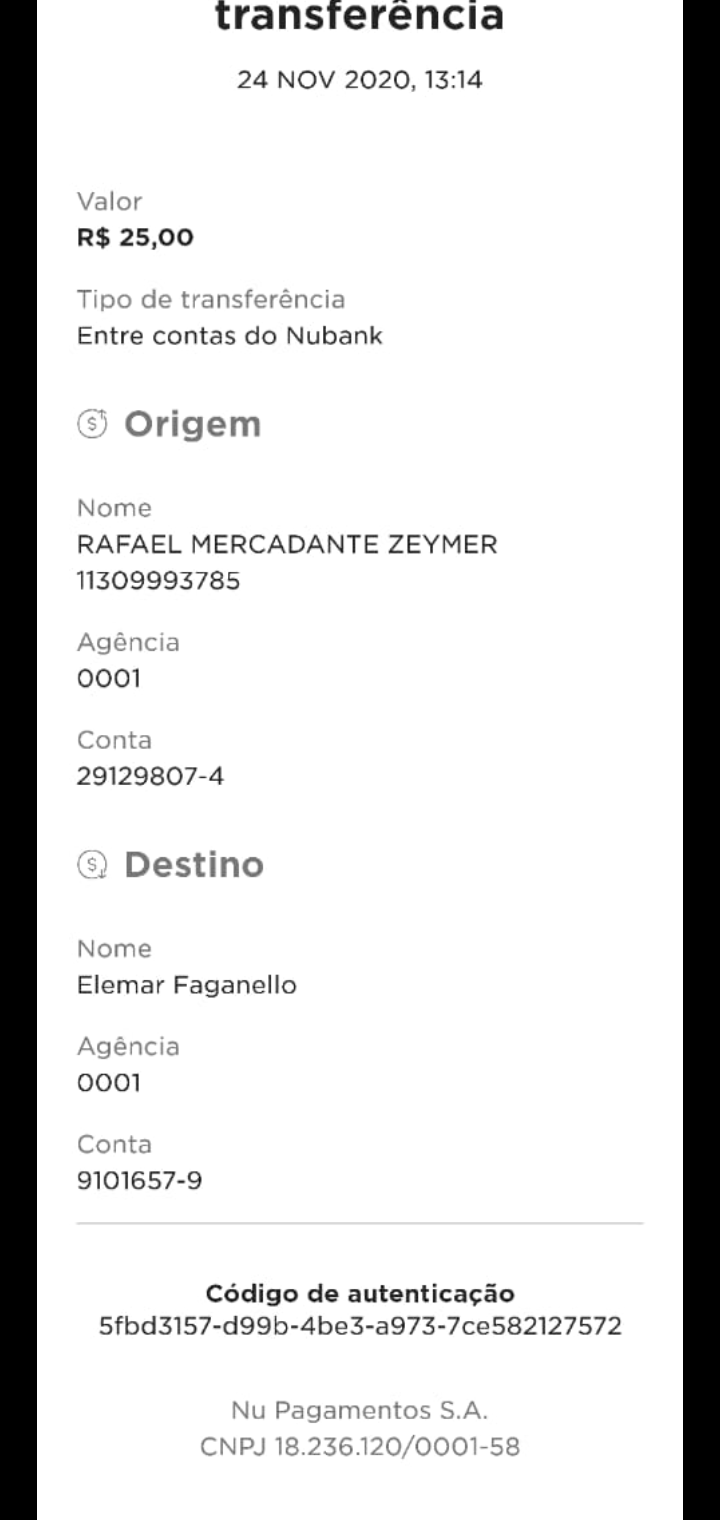 transferência
24 NOV 2020, 13:14
Valor
R$ 25,00
Tipo de transferência
Entre contas do Nubank
Origem
Nome
RAFAEL MERCADANTE ZEYMER
11309993785
Agência
0001
Conta
29129807-4
Destino
Nome
Elemar Faganello
Agência
0001
Conta
9101657-9
Código de autenticação
5fbd3157-d99b-4be3-a973-7ce582127572
Nu Pagamentos S.A.
CNPJ 18.236.120/0001-58